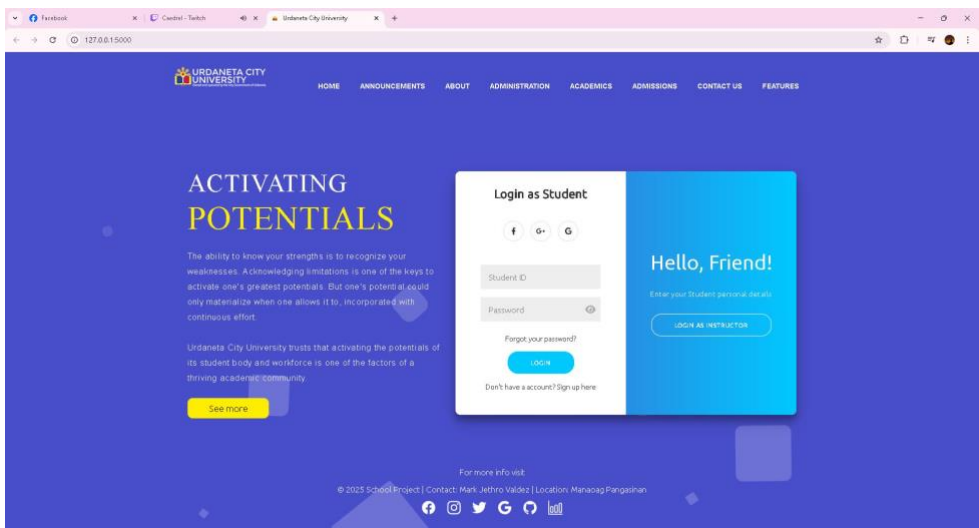 Facebook
Caedrel - Twitch
Urdaneta City University
127.0.0.1:5000
URDANETA CITY
UNIVERSITY
HOME ANNOUNCEMENTS ABOUT ADMINISTRATION ACADEMICS ADMISSIONS CONTACT US FEATURES
ACTIVATING
POTENTIALS
The ability to know your strengths is to recognize your
weaknesses. Acknowledging limitations is one of the keys to
activate one's greatest potentials. But one's potential could
only materialize when one allows it to, incorporated with
continuous effort.
Urdaneta City University trusts that activating the potentials of
its student body and workforce is one of the factors of a
thriving academic community
See more
Login as Student
Student ID
Password
Forgot your password?
LOGIN
Don't have a account? Sign up here
Hello, Friend!
Enter your Student personal details
LOGIN AS INSTRUCTOR
For more info visit
© 2025 School Project | Contact: Mark Jethro Valdez | Location: Manaoag Pangasinan